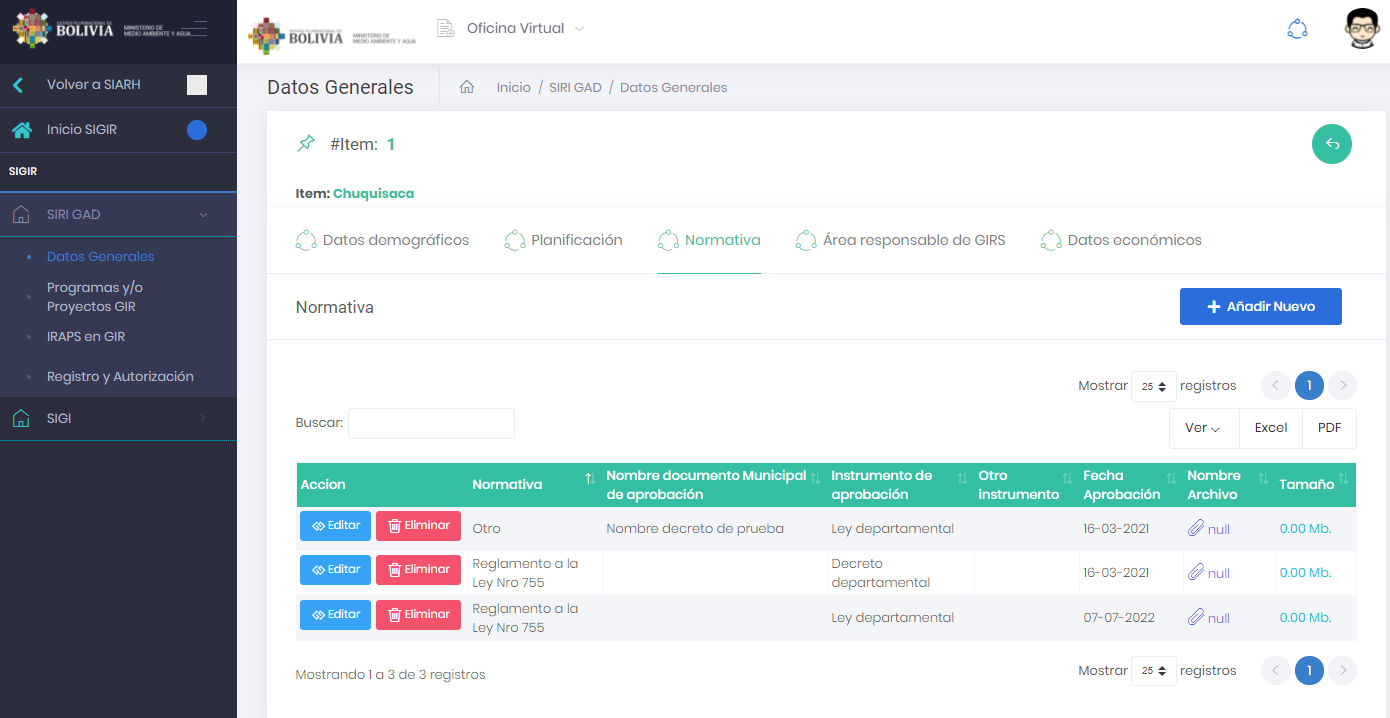 ESTADO PLURINACIONAL DE
BOLIVIA
MINISTERIO DE
MEDIO AMBIENTE Y AGUA
Volver a SIARH
Inicio SIGIR
SIGIR
SIRI GAD
Datos Generales
Programas y/o
Proyectos GIR
IRAPS en GIR
Registro y Autorización
SIGI
ESTADO PLURINACIONAL DE
BOLIVIA
MINISTERIO DE
MEDIO AMBIENTE Y AGUA
Oficina Virtual
Datos Generales
Inicio / SIRI GAD / Datos Generales
#Item: 1
Item: Chuquisaca
Datos demográficos Planificación Normativa Área responsable de GIRS Datos económicos
Normativa
+ Añadir Nuevo
Mostrar 25 registros < 1 >
Buscar:
Ver Excel PDF
Accion Normativa Nombre documento Municipal de aprobación Instrumento de aprobación Otro instrumento Fecha Aprobación Nombre Archivo Tamaño
Editar Eliminar Otro Nombre decreto de prueba Ley departamental 16-03-2021 null 0.00 Mb.
Editar Eliminar Reglamento a la Ley Nro 755 Decreto departamental 16-03-2021 null 0.00 Mb.
Editar Eliminar Reglamento a la Ley Nro 755 Ley departamental 07-07-2022 null 0.00 Mb.
Mostrando 1 a 3 de 3 registros
Mostrar 25 registros < 1 >